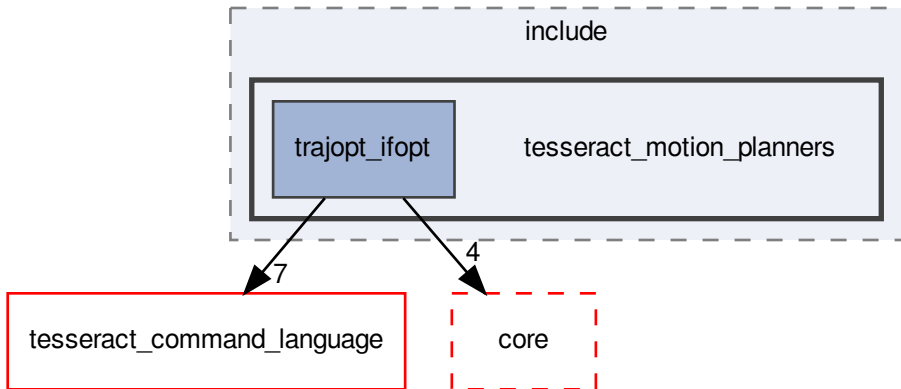 include
trajopt_ifopt
tesseract_motion_planners
7
4
tesseract_command_language
core